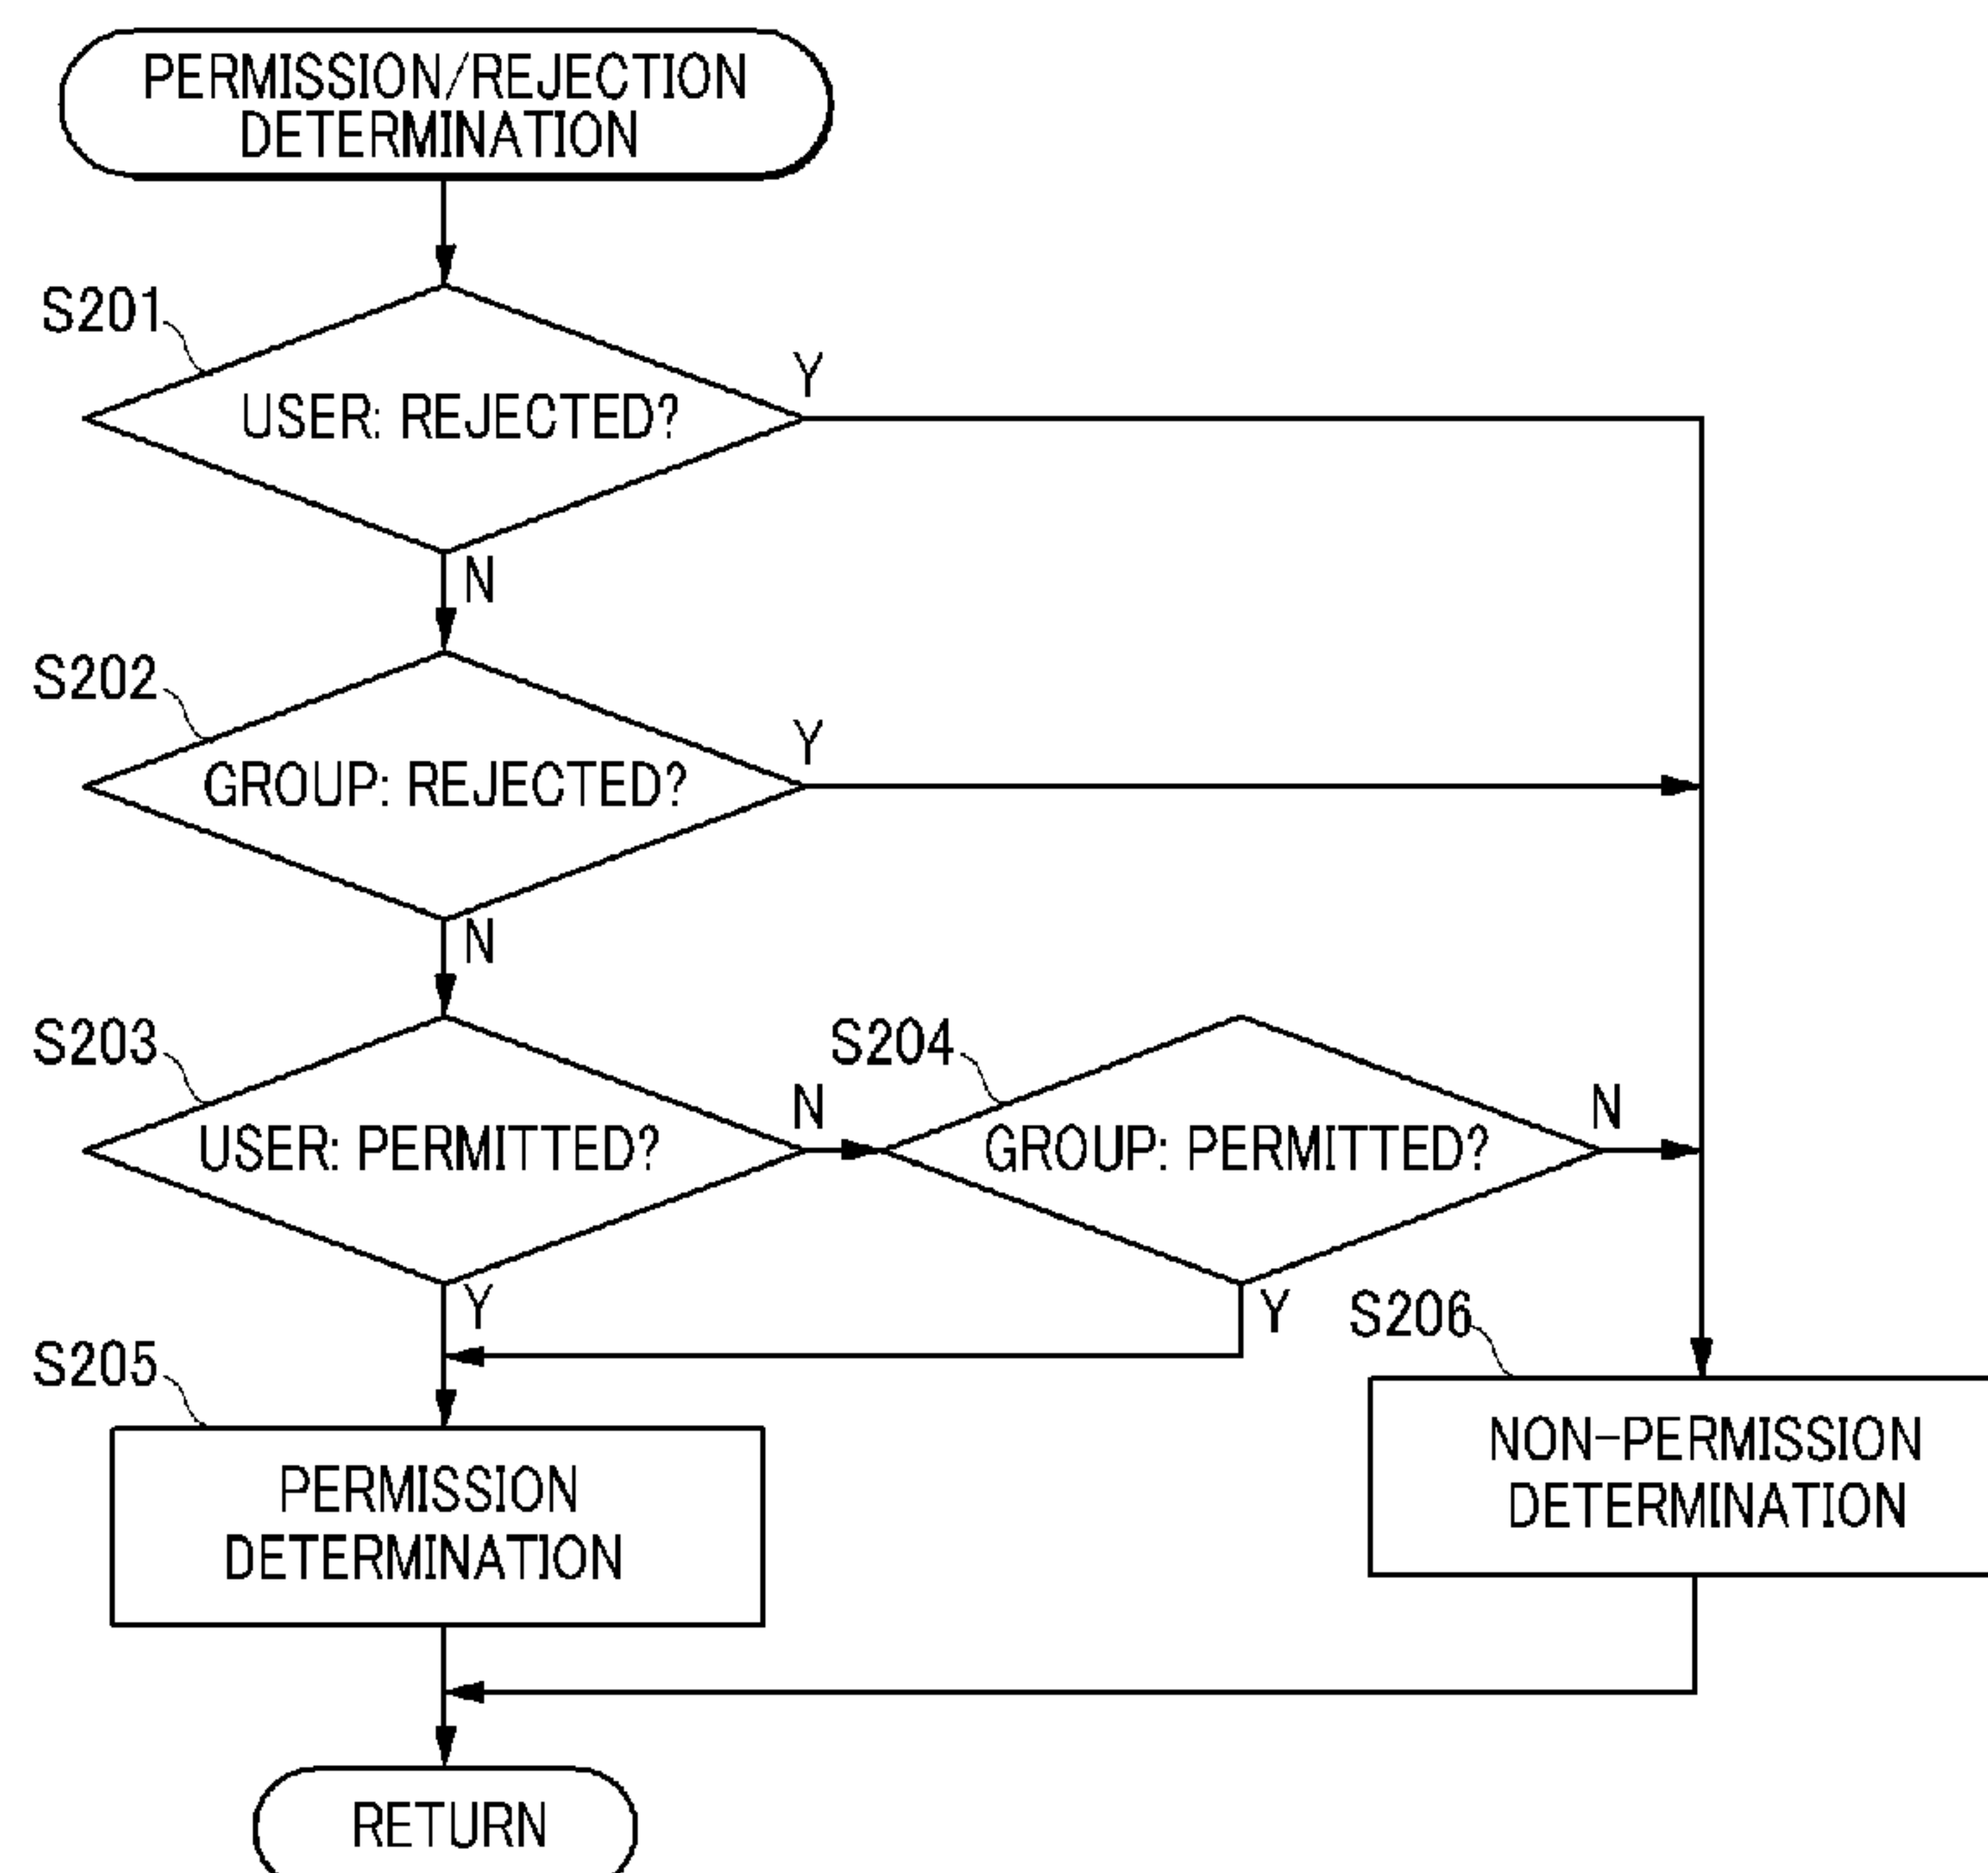 PERMISSION/REJECTION
DETERMINATION
S201
USER: REJECTED?
Y
N
S202
GROUP: REJECTED?
Y
N
S203
USER: PERMITTED?
N
Y
S204
GROUP: PERMITTED?
N
Y
S205
PERMISSION
DETERMINATION
S206
NON-PERMISSION
DETERMINATION
RETURN